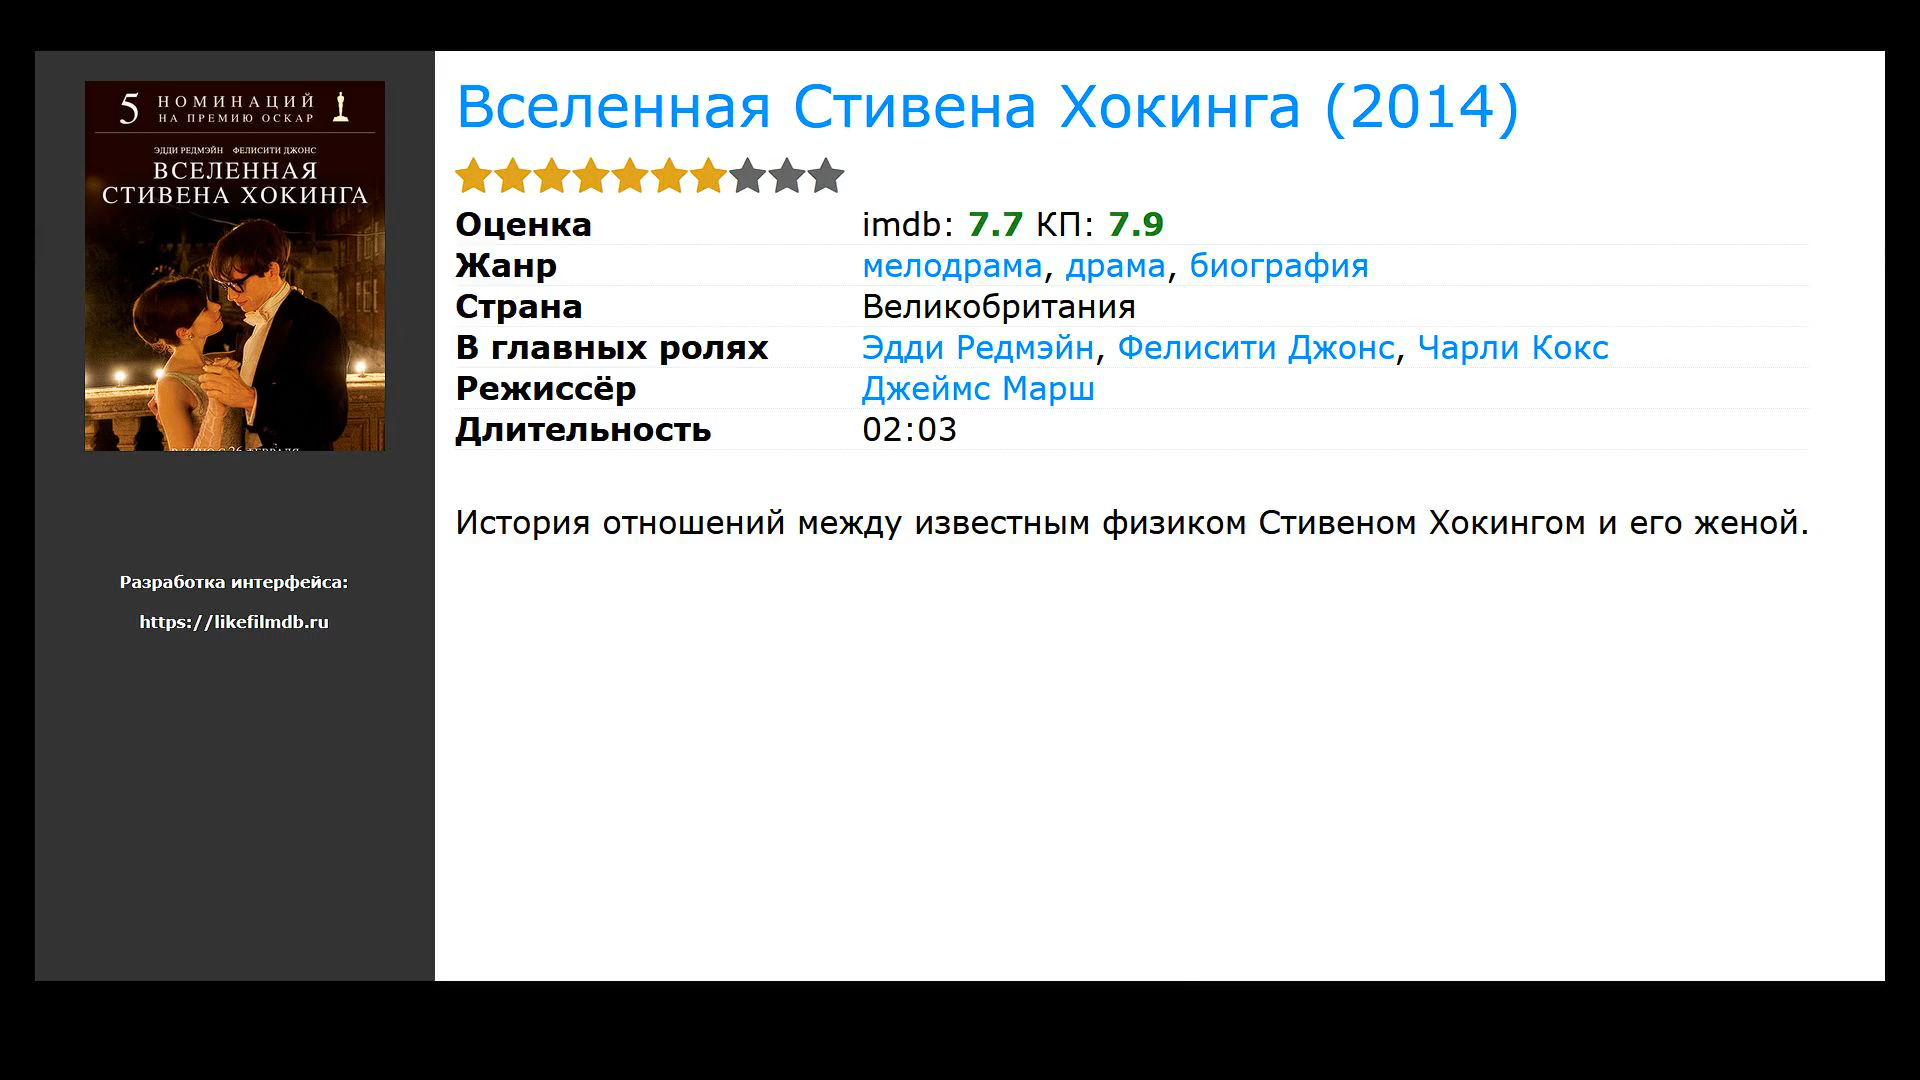 5 НОМИНАЦИЙ
НА ПРЕМИЮ ОСКАР
ЭДДИ РЕДМЭЙН ФЕЛИСИТИ ДЖОНС
ВСЕЛЕННАЯ
СТИВЕНА ХОКИНГА
Разработка интерфейса:
https://likefilmdb.ru
Вселенная Стивена Хокинга (2014)
Оценка imdb: 7.7 КП: 7.9
Жанр мелодрама, драма, биография
Страна Великобритания
В главных ролях Эдди Редмэйн, Фелисити Джонс, Чарли Кокс
Режиссёр Джеймс Марш
Длительность 02:03
История отношений между известным физиком Стивеном Хокингом и его женой.